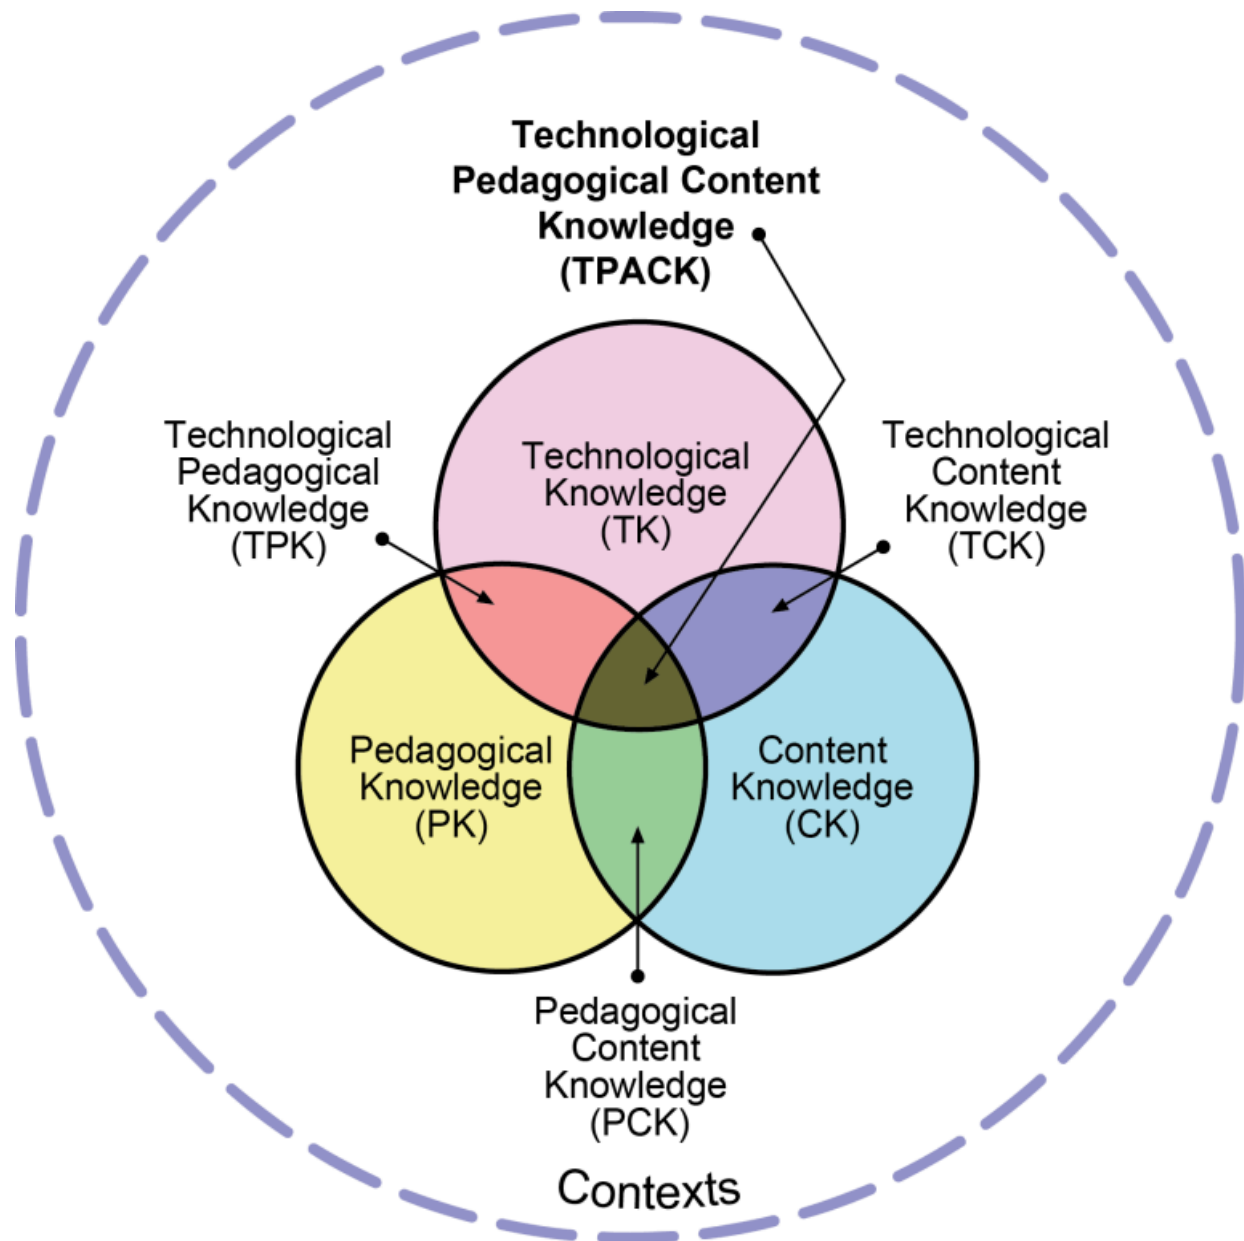 Technological
Pedagogical Content
Knowledge
(TPACK)
Technological
Pedagogical
Knowledge
(TPK)
Technological
Knowledge
(TK)
Technological
Content
Knowledge
(TCK)
Pedagogical
Knowledge
(PK)
Content
Knowledge
(CK)
Pedagogical
Content
Knowledge
(PCK)
Contexts